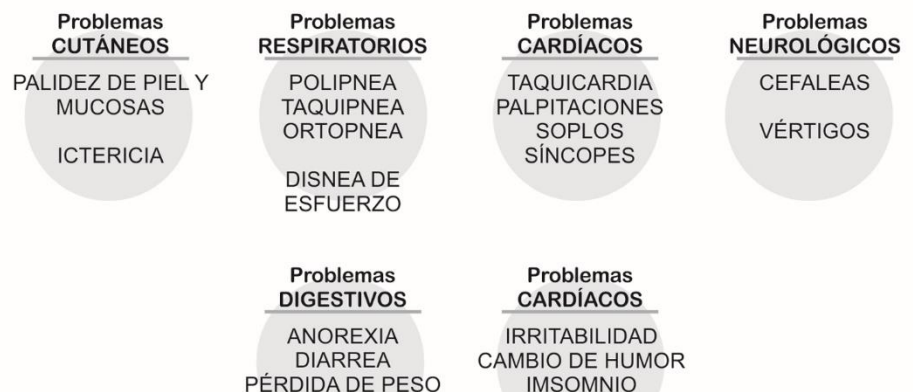 Problemas
CUTÁNEOS
PALIDEZ DE PIEL Y
MUCOSAS
ICTERICIA
Problemas
RESPIRATORIOS
POLIPNEA
TAQUIPNEA
ORTOPNEA
DISNEA DE
ESFUERZO
Problemas
CARDÍACOS
TAQUICARDIA
PALPITACIONES
SOPLOS
SÍNCOPES
Problemas
NEUROLÓGICOS
CEFALEAS
VÉRTIGOS
Problemas
DIGESTIVOS
ANOREXIA
DIARREA
PÉRDIDA DE PESO
Problemas
CARDÍACOS
IRRITABILIDAD
CAMBIO DE HUMOR
IMSOMNIO